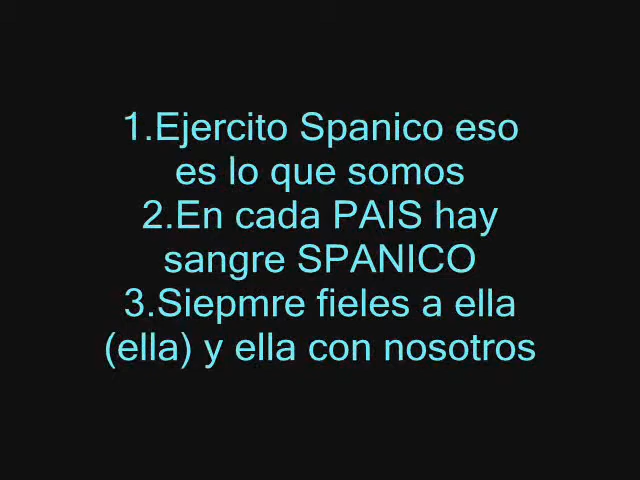 1.Ejercito Spanico eso
es lo que somos
2.En cada PAIS hay
sangre SPANICO
3.Siepmre fieles a ella
(ella) y ella con nosotros